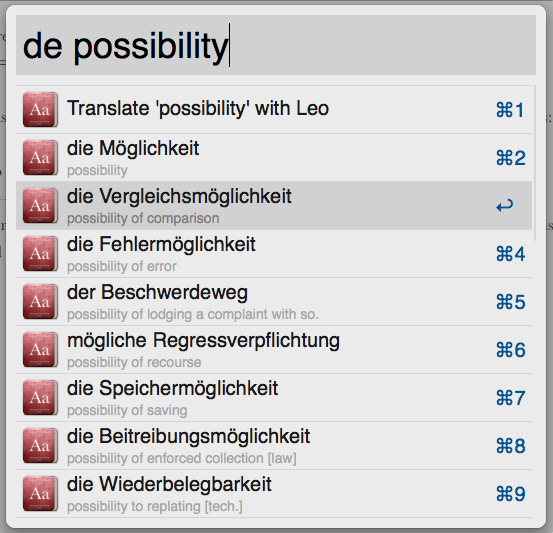 de possibility
Aa Translate 'possibility' with Leo ⌘1
Aa die Möglichkeit ⌘2
possibility
Aa die Vergleichsmöglichkeit ↩
possibility of comparison
Aa die Fehlermöglichkeit ⌘4
possibility of error
Aa der Beschwerdeweg ⌘5
possibility of lodging a complaint with so.
Aa mögliche Regressverpflichtung ⌘6
possibility of recourse
Aa die Speichermöglichkeit ⌘7
possibility of saving
Aa die Beitreibungsmöglichkeit ⌘8
possibility of enforced collection [law]
Aa die Wiederbelegbarkeit ⌘9
possibility to replating [tech.]